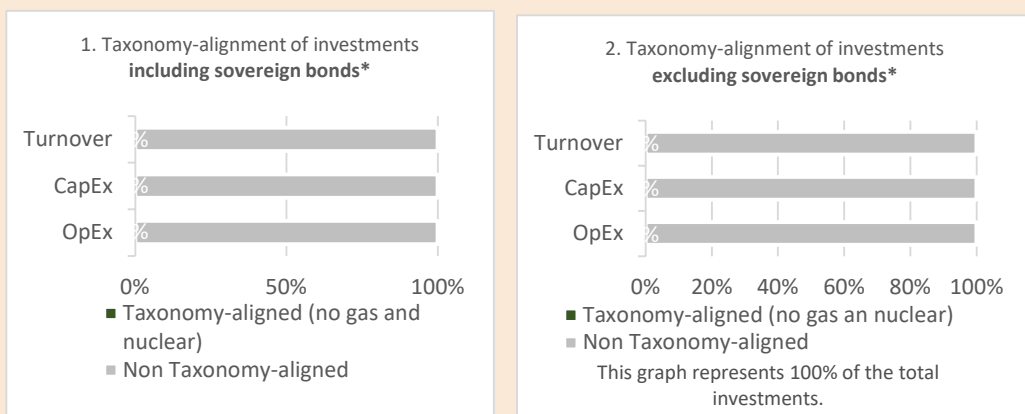 1. Taxonomy-alignment of investments
including sovereign bonds*
Turnover
%
CapEx
%
OpEx
%
0%
50%
100%
■ Taxonomy-aligned (no gas and
nuclear)
■ Non Taxonomy-aligned
2. Taxonomy-alignment of investments
excluding sovereign bonds*
Turnover
%
CapEx
%
OpEx
%
0% 20% 40% 60% 80% 100%
■ Taxonomy-aligned (no gas an nuclear)
■ Non Taxonomy-aligned
This graph represents 100% of the total
investments.